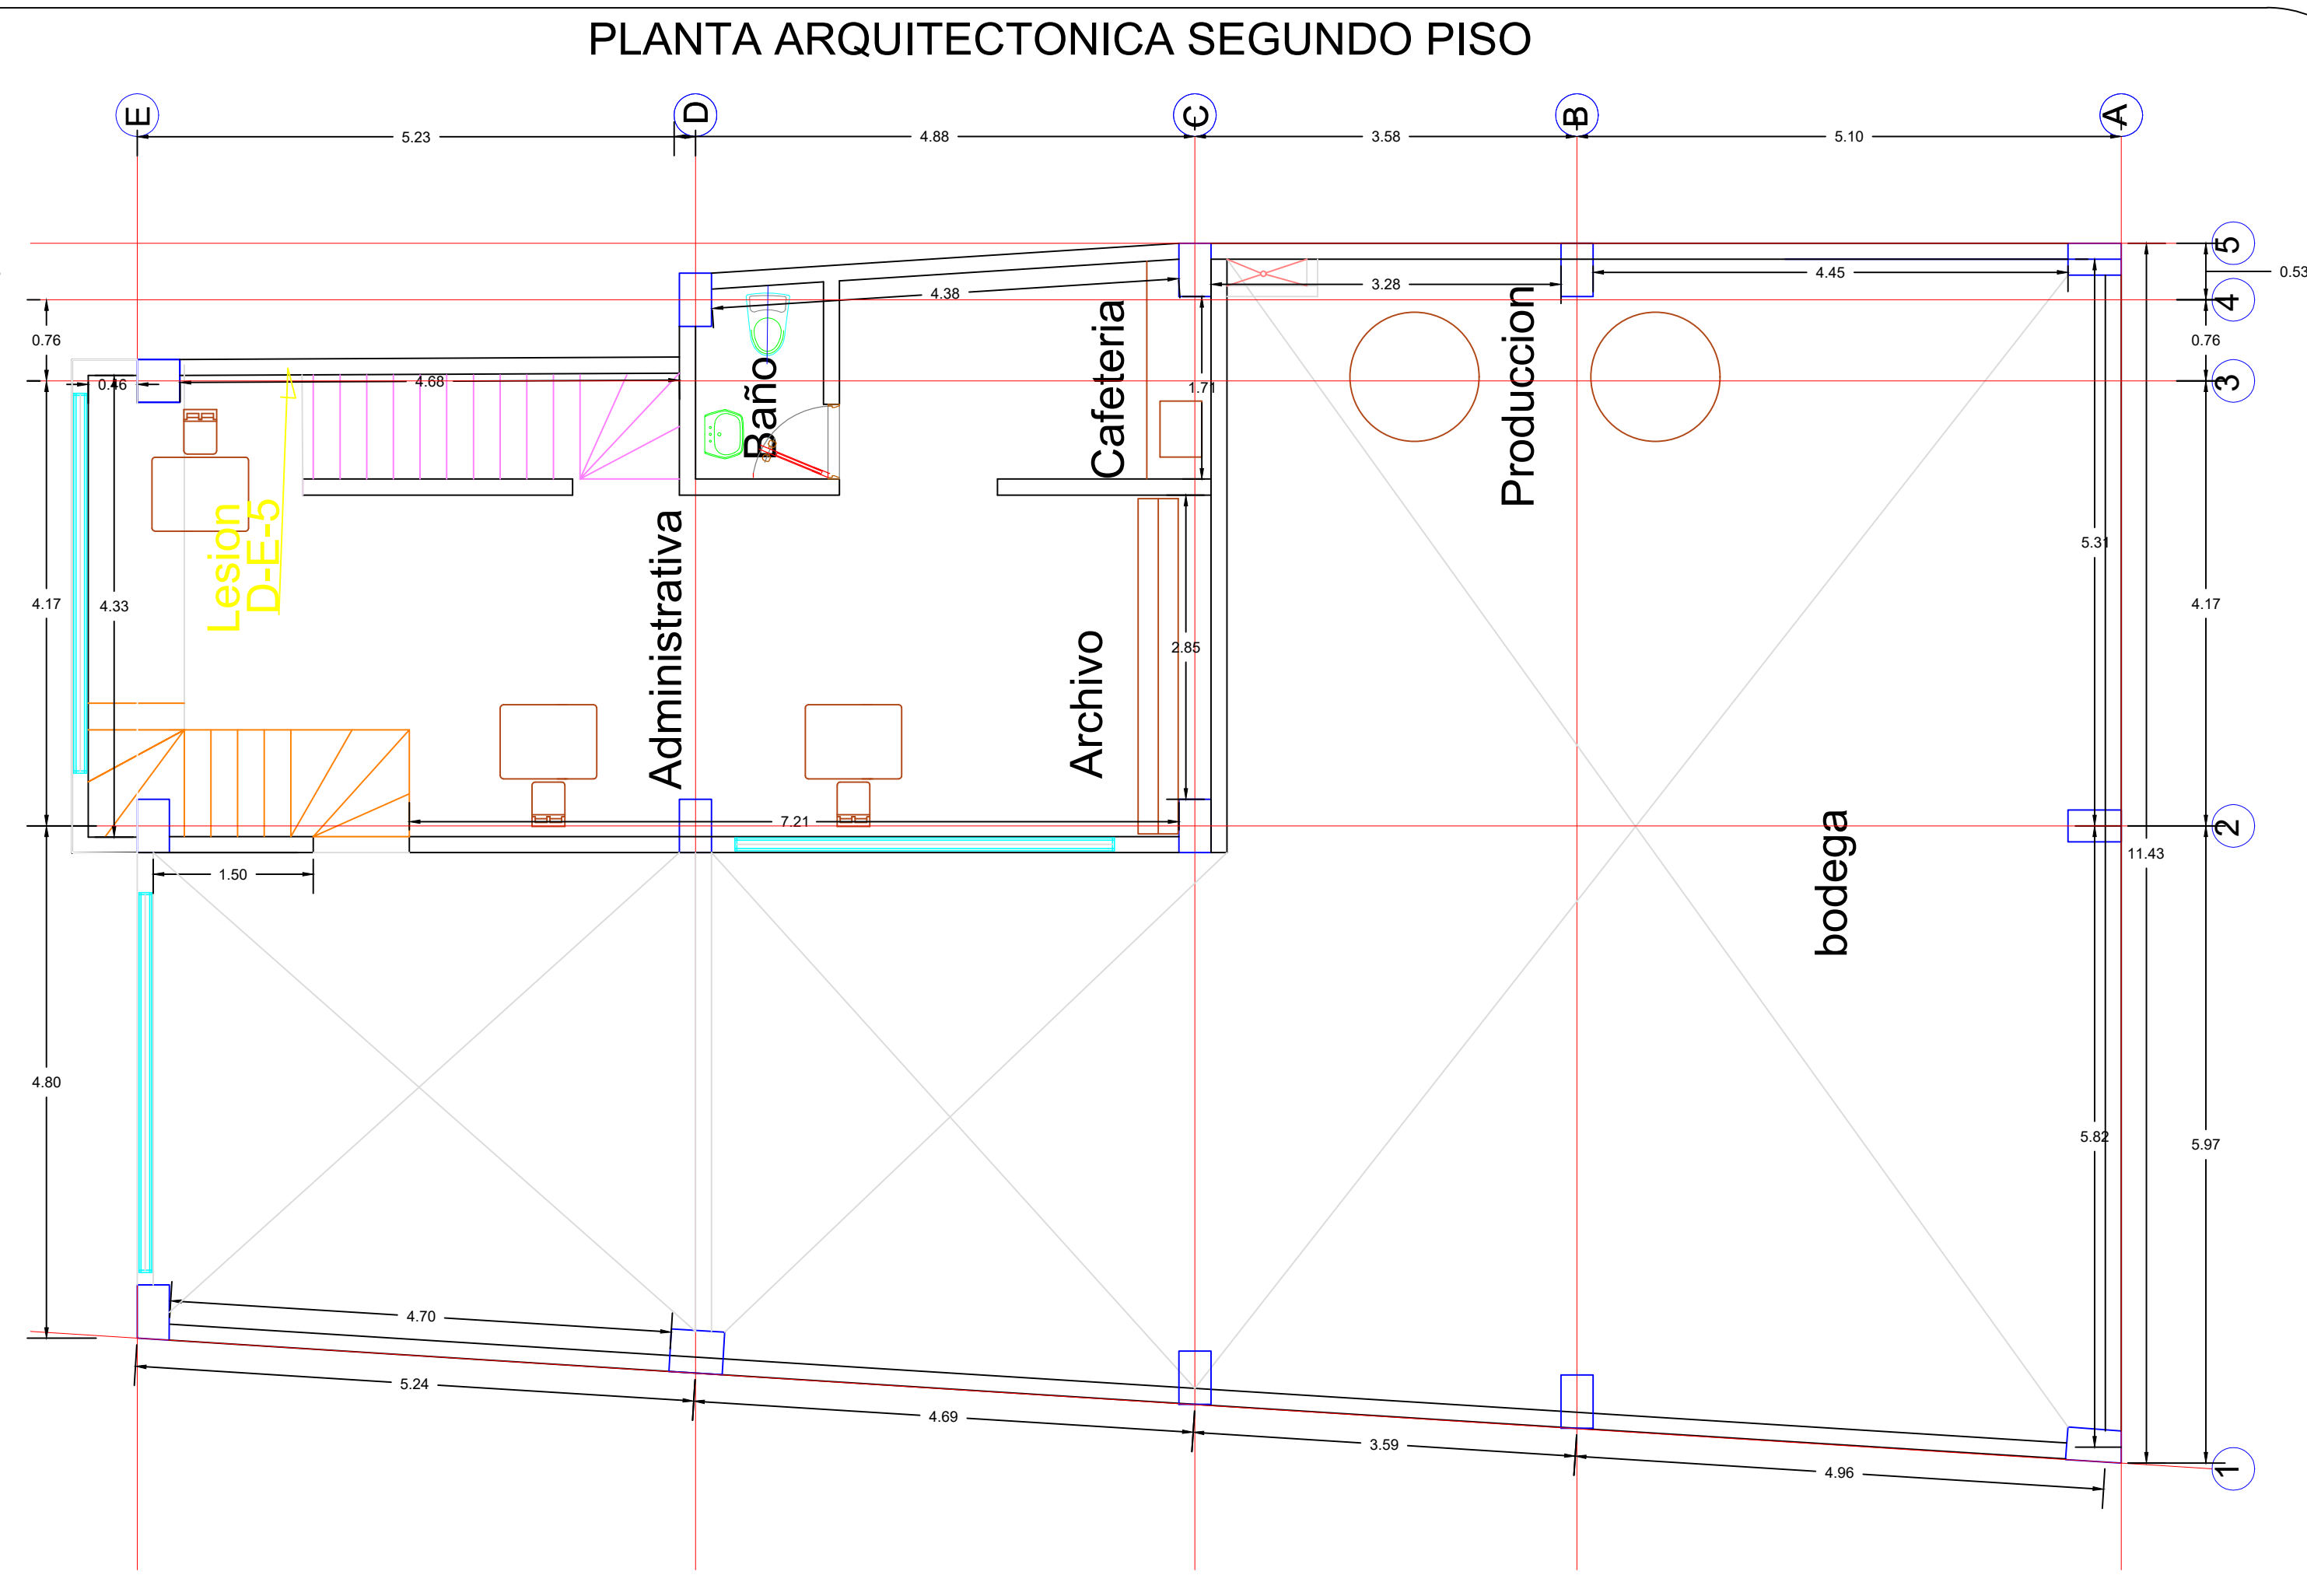 PLANTA ARQUITECTONICA SEGUNDO PISO
E
D
C
B
A
5.23
4.88
3.58
5.10
5
0.53
4
0.76
3
0.76
4.38
3.28
4.45
0.46
4.68
1.71
Baño
Cafeteria
Produccion
Lesion
D-E-5
Administrativa
Archivo
bodega
4.17
4.33
2.85
5.31
4.17
7.21
2
11.43
1.50
4.80
5.82
5.97
4.70
5.24
4.69
3.59
4.96
1